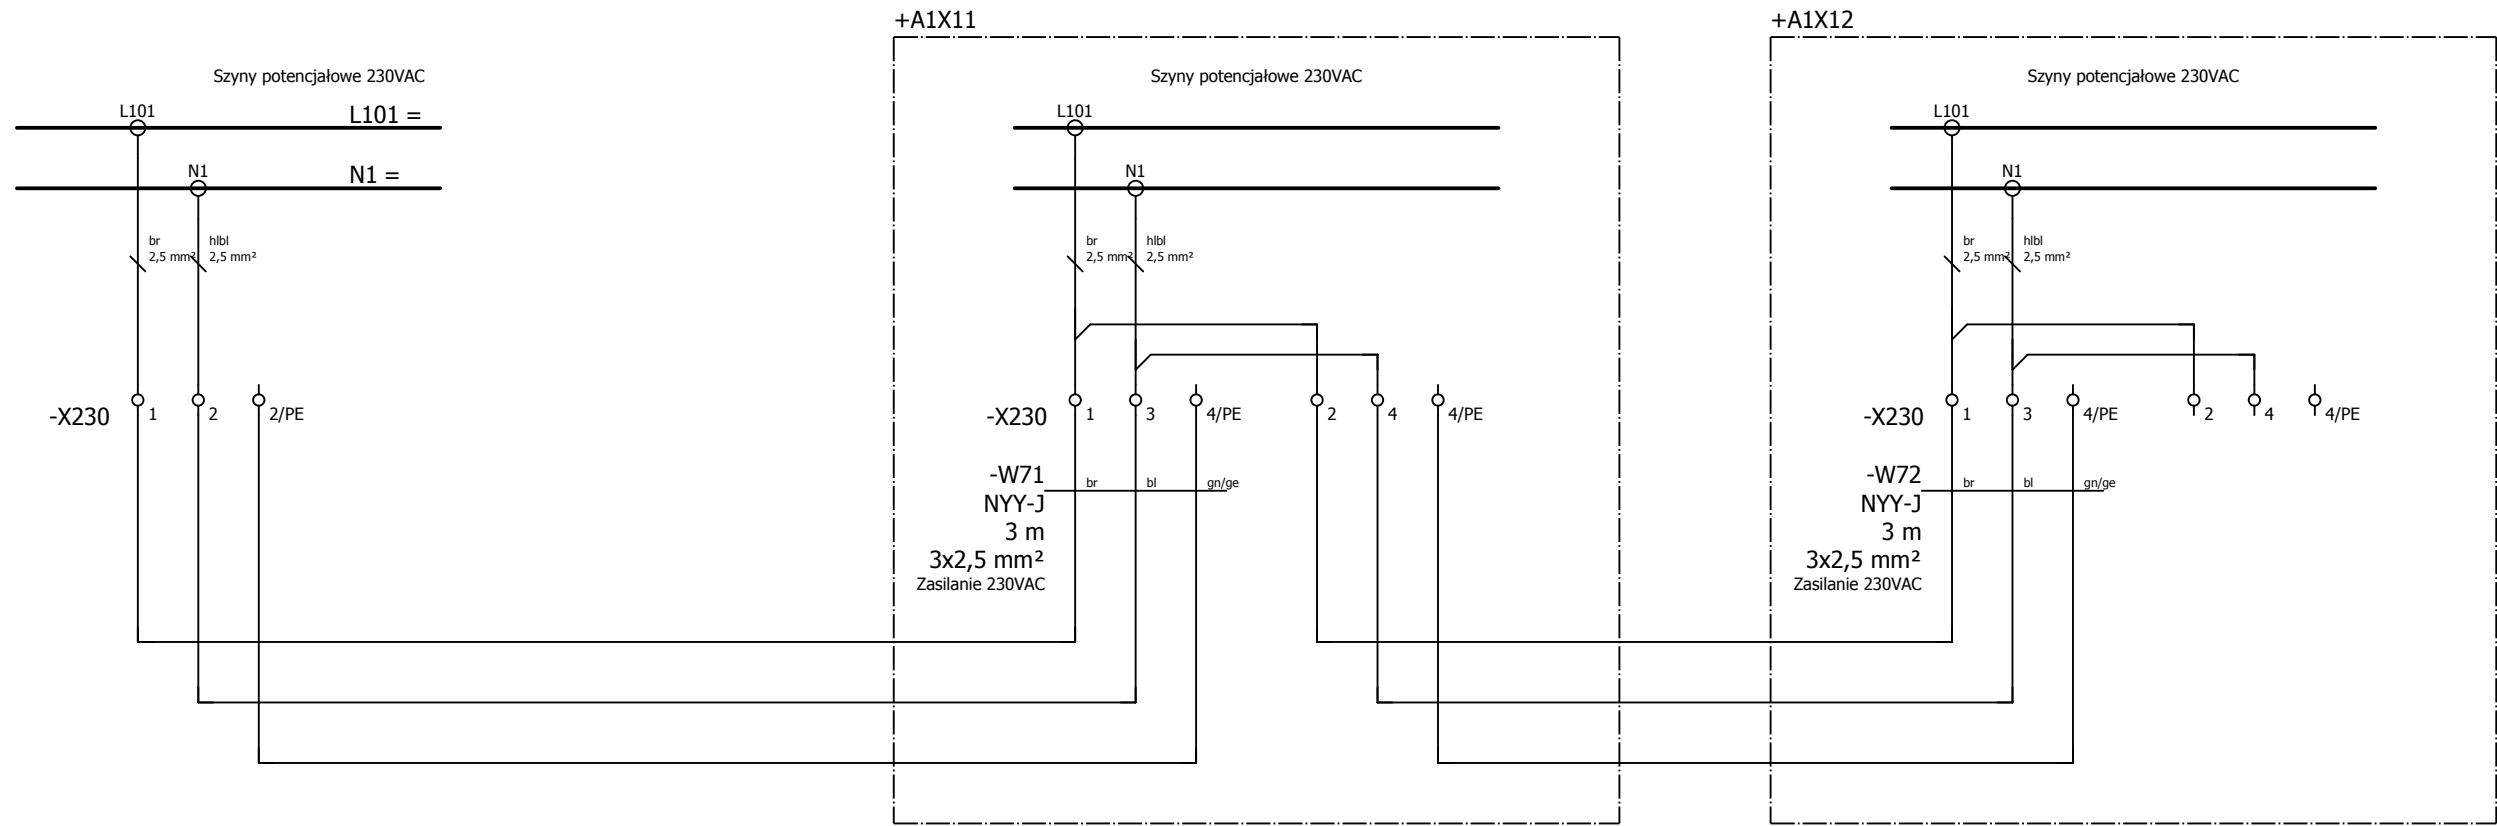 +A1X11
+A1X12
Szyny potencjałowe 230VAC
Szyny potencjałowe 230VAC
Szyny potencjałowe 230VAC
L101
L101 =
L101
L101
N1
N1 =
N1
N1
br
2,5 mm²
hlbl
2,5 mm²
br
2,5 mm²
hlbl
2,5 mm²
br
2,5 mm²
hlbl
2,5 mm²
-X230
1
2
2/PE
-X230
1
3
4/PE
2
4
4/PE
-X230
1
3
4/PE
2
4
4/PE
-W71
NYY-J
3 m
3x2,5 mm²
Zasilanie 230VAC
br
bl
gn/ge
-W72
NYY-J
3 m
3x2,5 mm²
Zasilanie 230VAC
br
bl
gn/ge